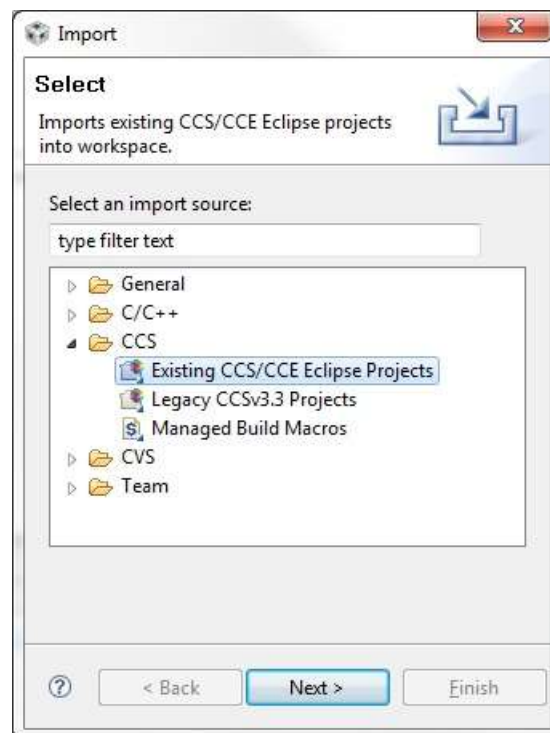 Import
Select
Imports existing CCS/CCE Eclipse projects
into workspace.
Select an import source:
type filter text
General
C/C++
CCS
Existing CCS/CCE Eclipse Projects
Legacy CCSv3.3 Projects
Managed Build Macros
CVS
Team
? < Back Next > Finish